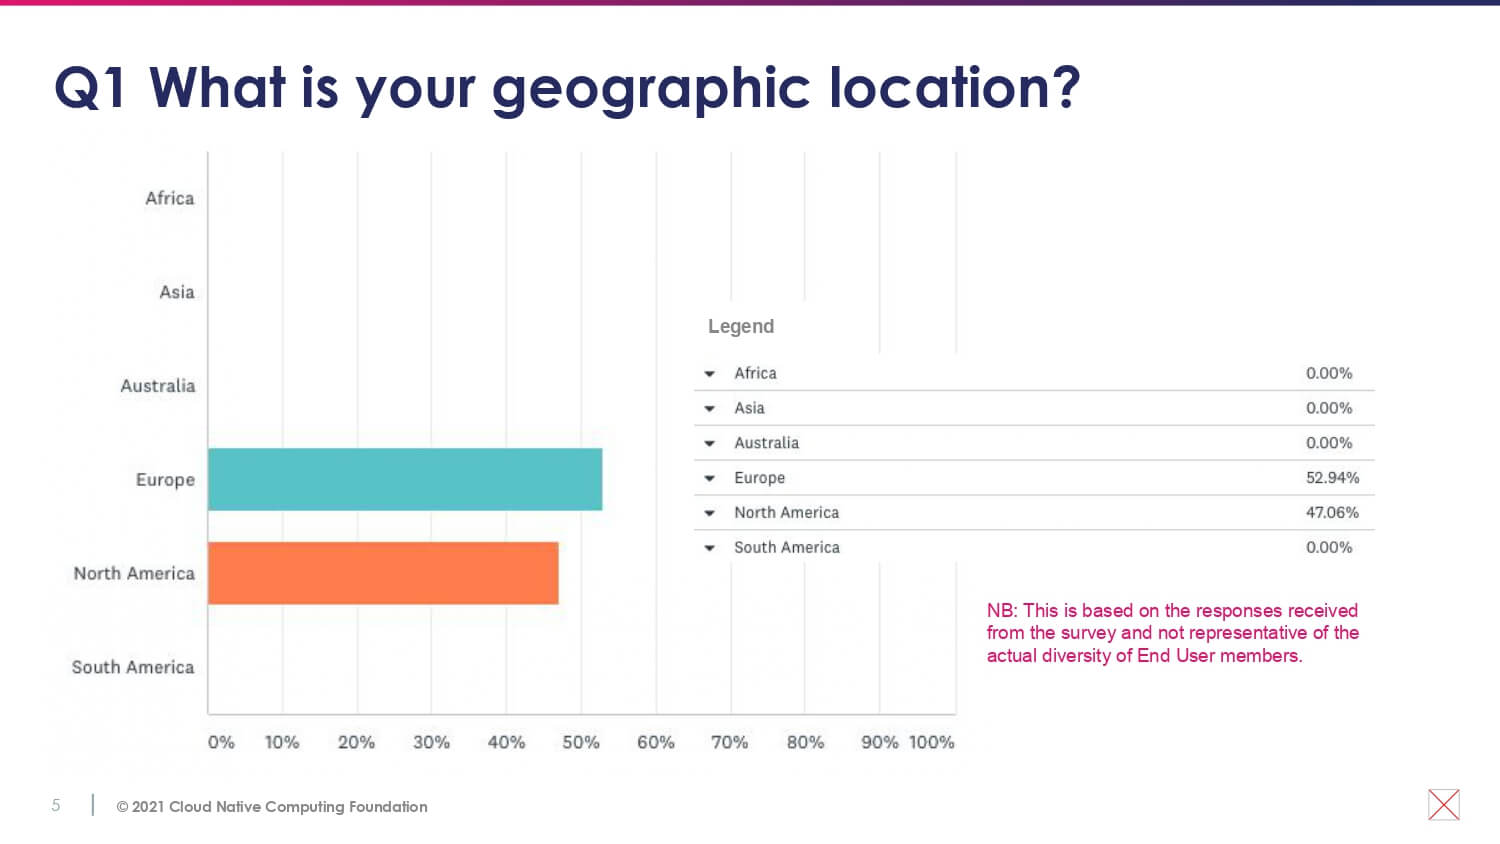 Q1 What is your geographic location?
Africa
Asia
Australia
Europe
North America
South America
0% 10% 20% 30% 40% 50% 60% 70% 80% 90% 100%
Legend
Africa 0.00%
Asia 0.00%
Australia 0.00%
Europe 52.94%
North America 47.06%
South America 0.00%
NB: This is based on the responses received
from the survey and not representative of the
actual diversity of End User members.
5 © 2021 Cloud Native Computing Foundation